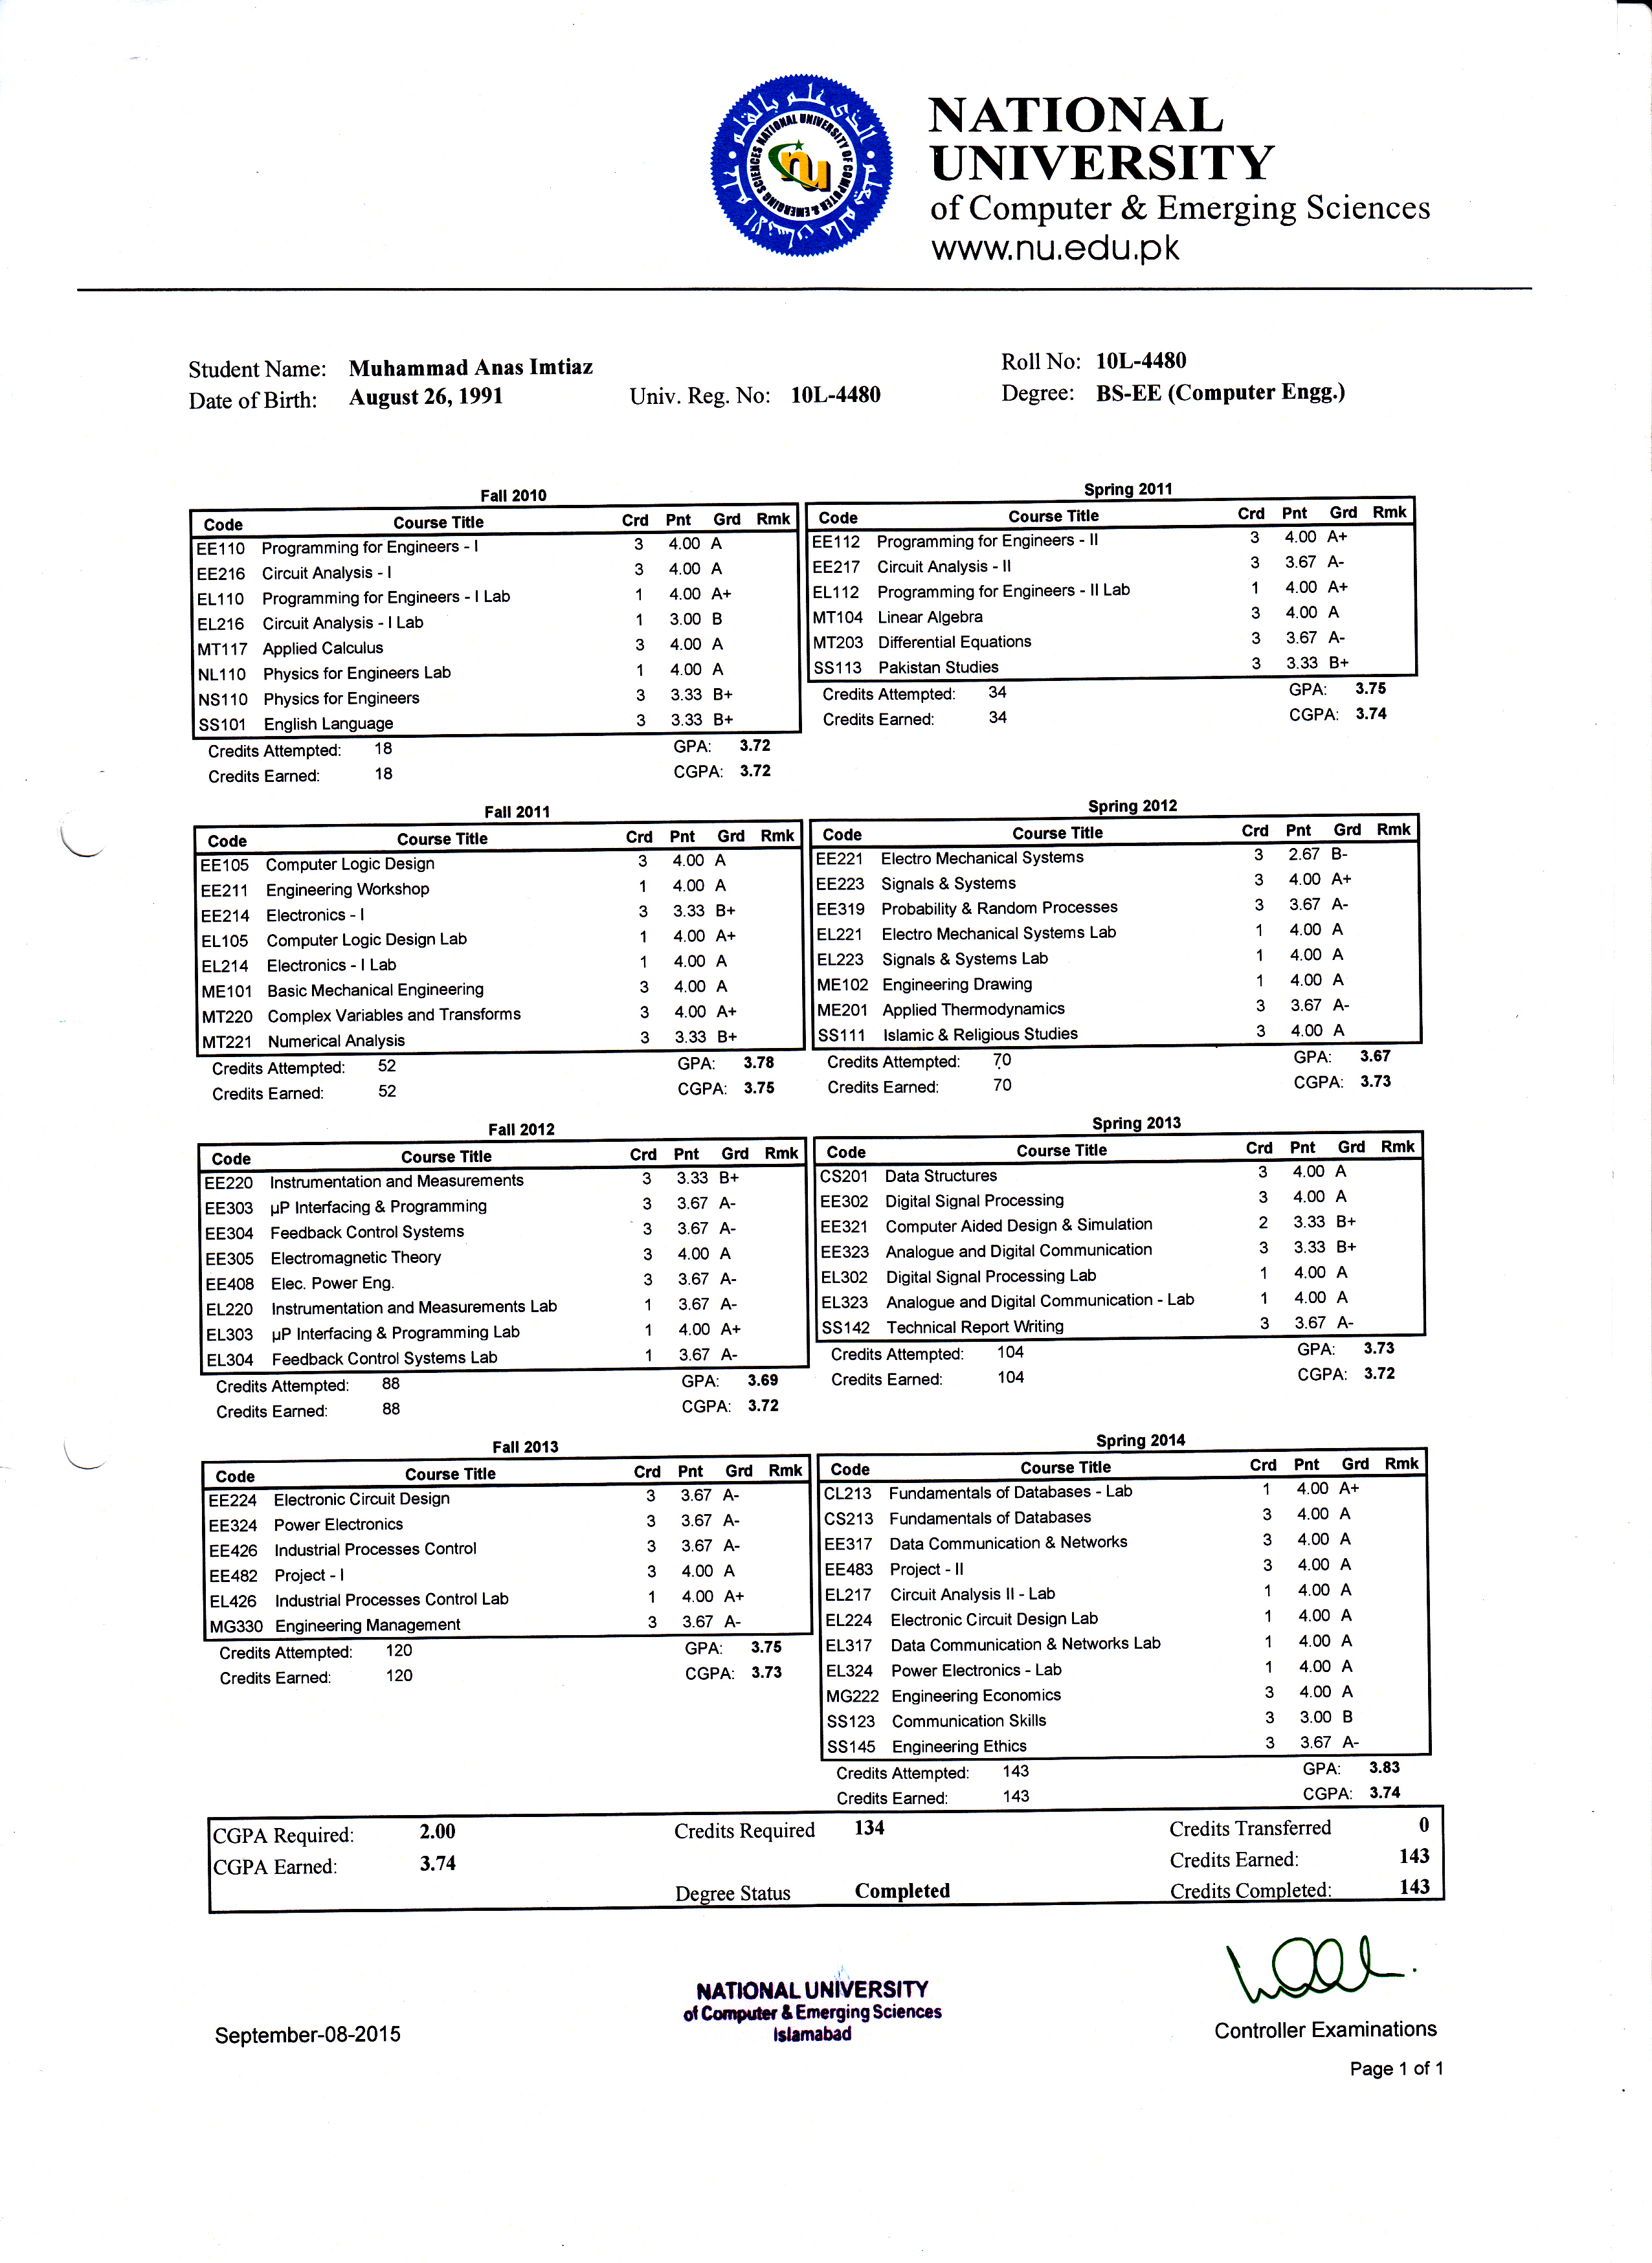 NATIONAL
UNIVERSITY
of Computer & Emerging Sciences
www.nu.edu.pk
NATIONAL UNIVERSITY OF COMPUTER & EMERGING SCIENCES
nu
Student Name: Muhammad Anas Imtiaz
Roll No: 10L-4480
Date of Birth: August 26, 1991 Univ. Reg. No: 10L-4480 Degree: BS-EE (Computer Engg.)
Fall 2010
Code Course Title Crd Pnt Grd Rmk
EE110 Programming for Engineers - I 3 4.00 A
EE216 Circuit Analysis - I 3 4.00 A
EL110 Programming for Engineers - I Lab 1 4.00 A+
EL216 Circuit Analysis - I Lab 1 3.00 B
MT117 Applied Calculus 3 4.00 A
NL110 Physics for Engineers Lab 1 4.00 A
NS110 Physics for Engineers 3 3.33 B+
SS101 English Language 3 3.33 B+
Credits Attempted: 18 GPA: 3.72
Credits Earned: 18 CGPA: 3.72
Spring 2011
Code Course Title Crd Pnt Grd Rmk
EE112 Programming for Engineers - II 3 4.00 A+
EE217 Circuit Analysis - II 3 3.67 A-
EL112 Programming for Engineers - II Lab 1 4.00 A+
MT104 Linear Algebra 3 4.00 A
MT203 Differential Equations 3 3.67 A-
SS113 Pakistan Studies 3 3.33 B+
Credits Attempted: 34 GPA: 3.75
Credits Earned: 34 CGPA: 3.74
Fall 2011
Code Course Title Crd Pnt Grd Rmk
EE105 Computer Logic Design 3 4.00 A
EE211 Engineering Workshop 1 4.00 A
EE214 Electronics - I 3 3.33 B+
EL105 Computer Logic Design Lab 1 4.00 A+
EL214 Electronics - I Lab 1 4.00 A
ME101 Basic Mechanical Engineering 3 4.00 A
MT220 Complex Variables and Transforms 3 4.00 A+
MT221 Numerical Analysis 3 3.33 B+
Credits Attempted: 52 GPA: 3.78
Credits Earned: 52 CGPA: 3.75
Spring 2012
Code Course Title Crd Pnt Grd Rmk
EE221 Electro Mechanical Systems 3 2.67 B-
EE223 Signals & Systems 3 4.00 A+
EE319 Probability & Random Processes 3 3.67 A-
EL221 Electro Mechanical Systems Lab 1 4.00 A
EL223 Signals & Systems Lab 1 4.00 A
ME102 Engineering Drawing 1 4.00 A
ME201 Applied Thermodynamics 3 3.67 A-
SS111 Islamic & Religious Studies 3 4.00 A
Credits Attempted: 70 GPA: 3.67
Credits Earned: 70 CGPA: 3.73
Fall 2012
Code Course Title Crd Pnt Grd Rmk
EE220 Instrumentation and Measurements 3 3.33 B+
EE303 µP Interfacing & Programming 3 3.67 A-
EE304 Feedback Control Systems 3 3.67 A-
EE305 Electromagnetic Theory 3 4.00 A
EE408 Elec. Power Eng. 3 3.67 A-
EL220 Instrumentation and Measurements Lab 1 3.67 A-
EL303 µP Interfacing & Programming Lab 1 4.00 A+
EL304 Feedback Control Systems Lab 1 3.67 A-
Credits Attempted: 88 GPA: 3.69
Credits Earned: 88 CGPA: 3.72
Spring 2013
Code Course Title Crd Pnt Grd Rmk
CS201 Data Structures 3 4.00 A
EE302 Digital Signal Processing 3 4.00 A
EE321 Computer Aided Design & Simulation 2 3.33 B+
EE323 Analogue and Digital Communication 3 3.33 B+
EL302 Digital Signal Processing Lab 1 4.00 A
EL323 Analogue and Digital Communication - Lab 1 4.00 A
SS142 Technical Report Writing 3 3.67 A-
Credits Attempted: 104 GPA: 3.73
Credits Earned: 104 CGPA: 3.72
Fall 2013
Code Course Title Crd Pnt Grd Rmk
EE224 Electronic Circuit Design 3 3.67 A-
EE324 Power Electronics 3 3.67 A-
EE426 Industrial Processes Control 3 3.67 A-
EE482 Project - I 3 4.00 A
EL426 Industrial Processes Control Lab 1 4.00 A+
MG330 Engineering Management 3 3.67 A-
Credits Attempted: 120 GPA: 3.75
Credits Earned: 120 CGPA: 3.73
Spring 2014
Code Course Title Crd Pnt Grd Rmk
CL213 Fundamentals of Databases - Lab 1 4.00 A+
CS213 Fundamentals of Databases 3 4.00 A
EE317 Data Communication & Networks 3 4.00 A
EE483 Project - II 3 4.00 A
EL217 Circuit Analysis II - Lab 1 4.00 A
EL224 Electronic Circuit Design Lab 1 4.00 A
EL317 Data Communication & Networks Lab 1 4.00 A
EL324 Power Electronics - Lab 1 4.00 A
MG222 Engineering Economics 3 4.00 A
SS123 Communication Skills 3 3.00 B
SS145 Engineering Ethics 3 3.67 A-
Credits Attempted: 143 GPA: 3.83
Credits Earned: 143 CGPA: 3.74
CGPA Required: 2.00 Credits Required 134 Credits Transferred 0
CGPA Earned: 3.74 Credits Earned: 143
Degree Status Completed Credits Completed: 143
NATIONAL UNIVERSITY
of Computer & Emerging Sciences
Islamabad
September-08-2015
Controller Examinations
Page 1 of 1